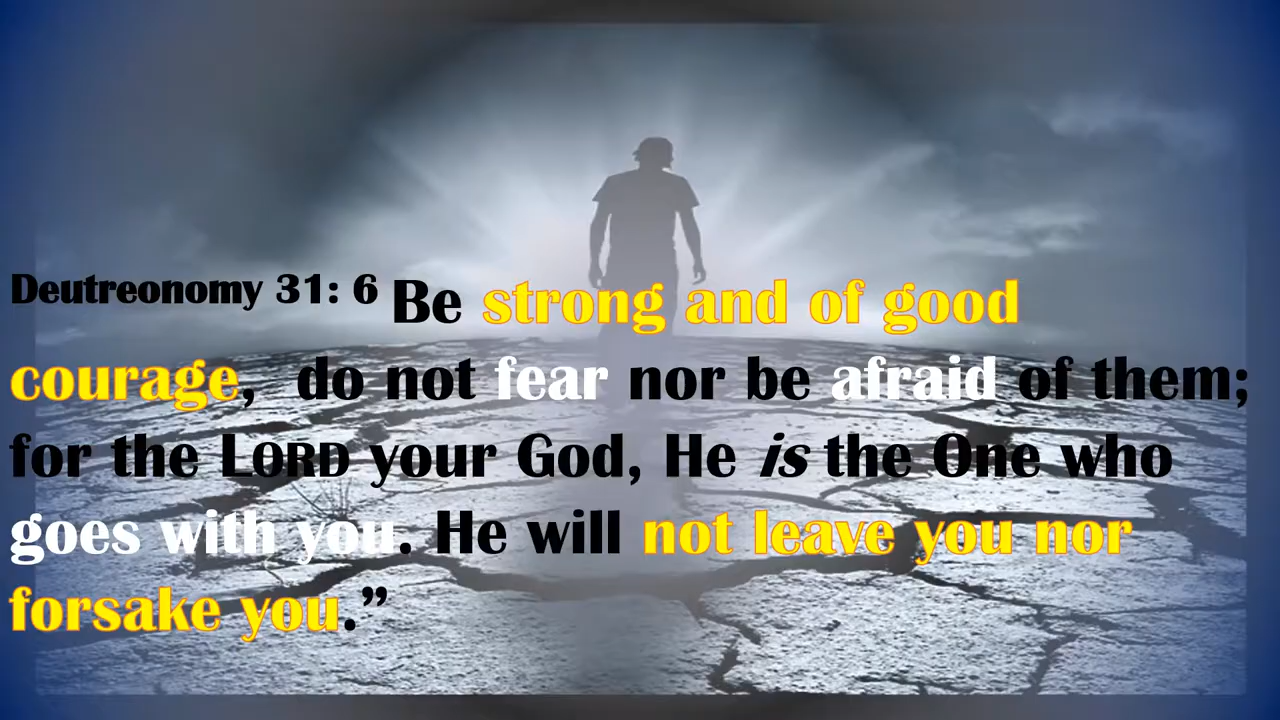 Deutreonomy 31: 6 Be strong and of good
courage,  do not fear nor be afraid of them;
for the LORD your God, He is the One who
goes with you. He will not leave you nor
forsake you.”